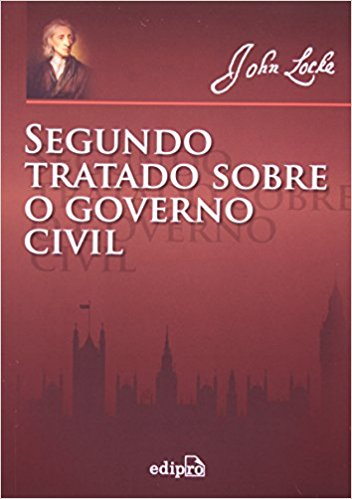 John Locke
SEGUNDO
TRATADO SOBRE
O GOVERNO
CIVIL
edipro